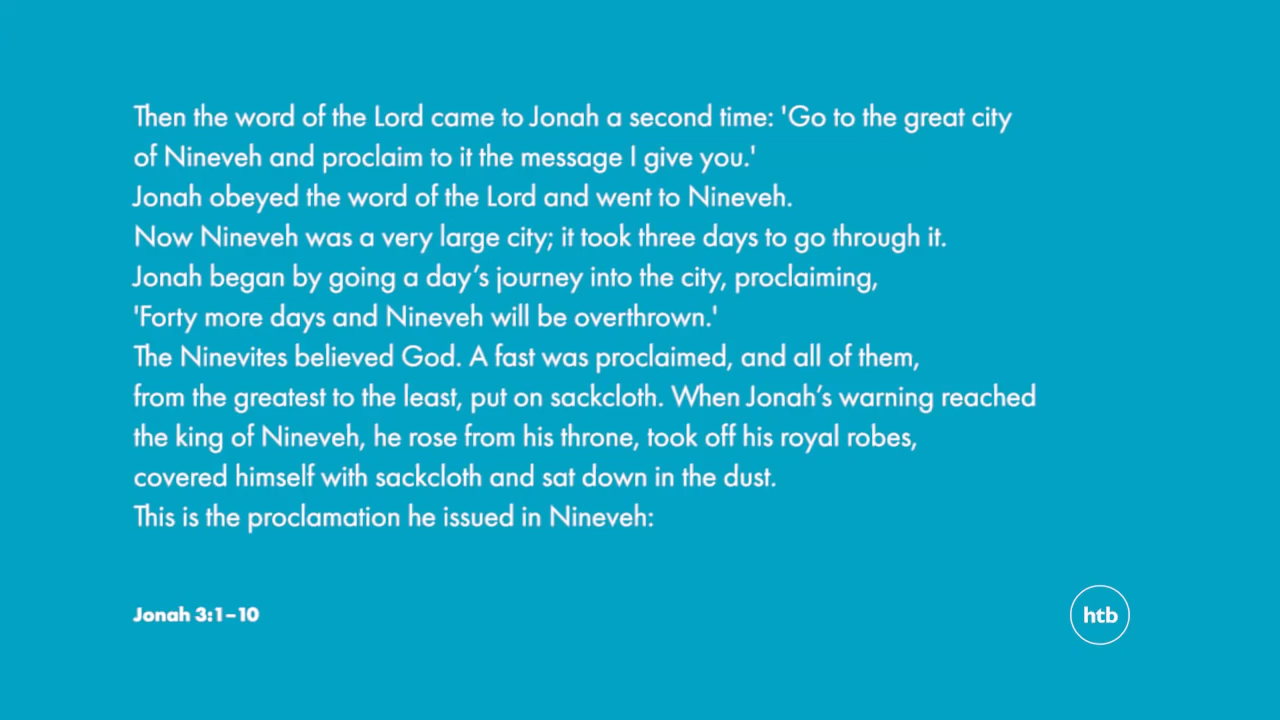 Then the word of the Lord came to Jonah a second time: 'Go to the great city
of Nineveh and proclaim to it the message I give you.'
Jonah obeyed the word of the Lord and went to Nineveh.
Now Nineveh was a very large city; it took three days to go through it.
Jonah began by going a day’s journey into the city, proclaiming,
'Forty more days and Nineveh will be overthrown.'
The Ninevites believed God. A fast was proclaimed, and all of them,
from the greatest to the least, put on sackcloth. When Jonah’s warning reached
the king of Nineveh, he rose from his throne, took off his royal robes,
covered himself with sackcloth and sat down in the dust.
This is the proclamation he issued in Nineveh:
Jonah 3:1–10
htb